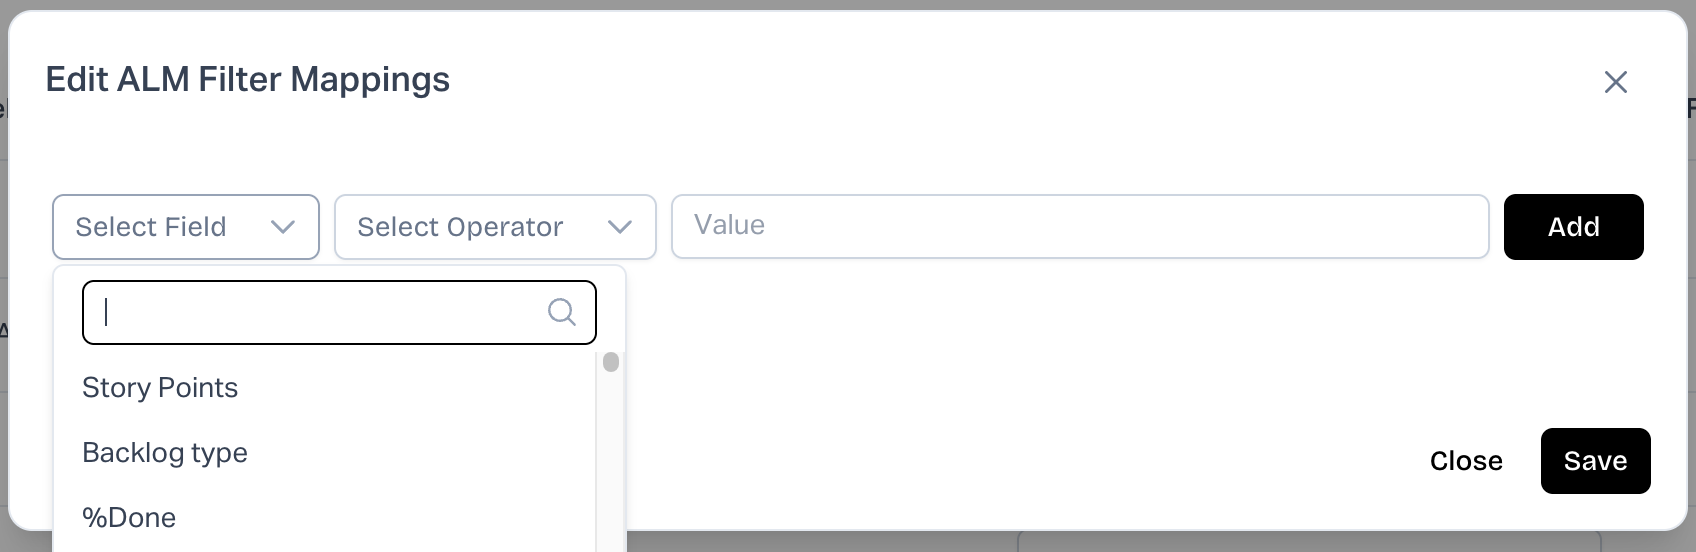 Edit ALM Filter Mappings
Select Field
Select Operator
Value
Add
Story Points
Backlog type
%Done
Close
Save